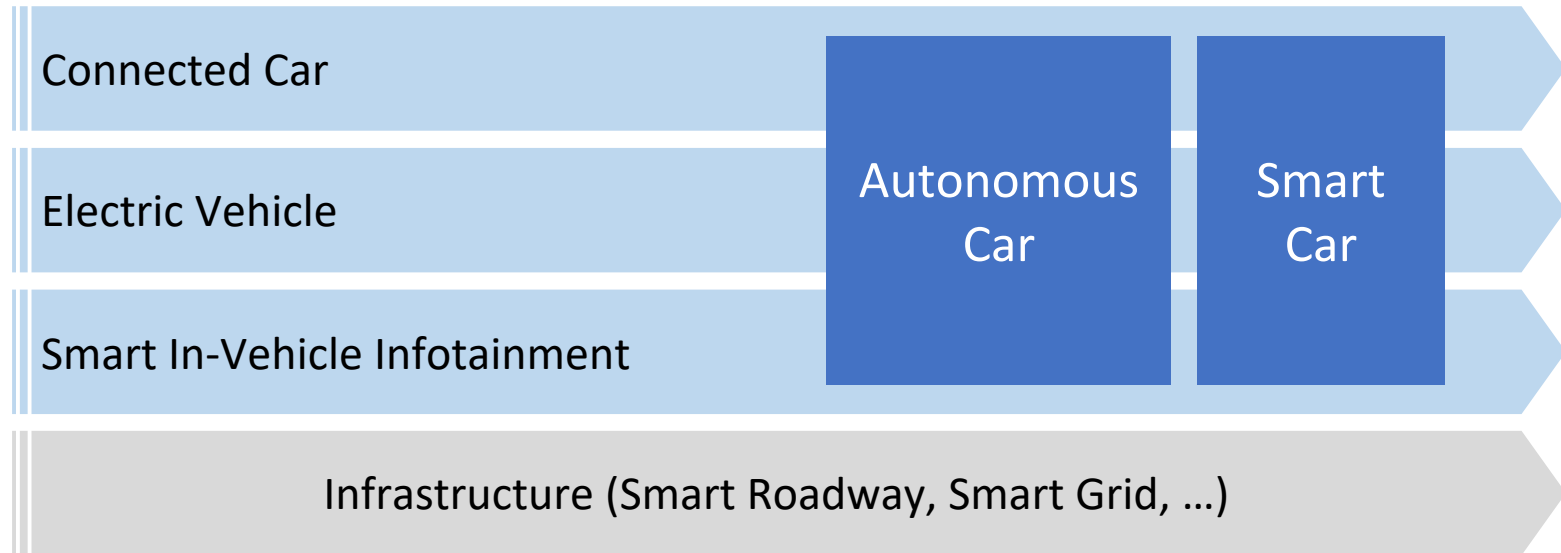 Connected Car
Electric Vehicle
Smart In-Vehicle Infotainment
Autonomous
Car
Smart
Car
Infrastructure (Smart Roadway, Smart Grid, …)